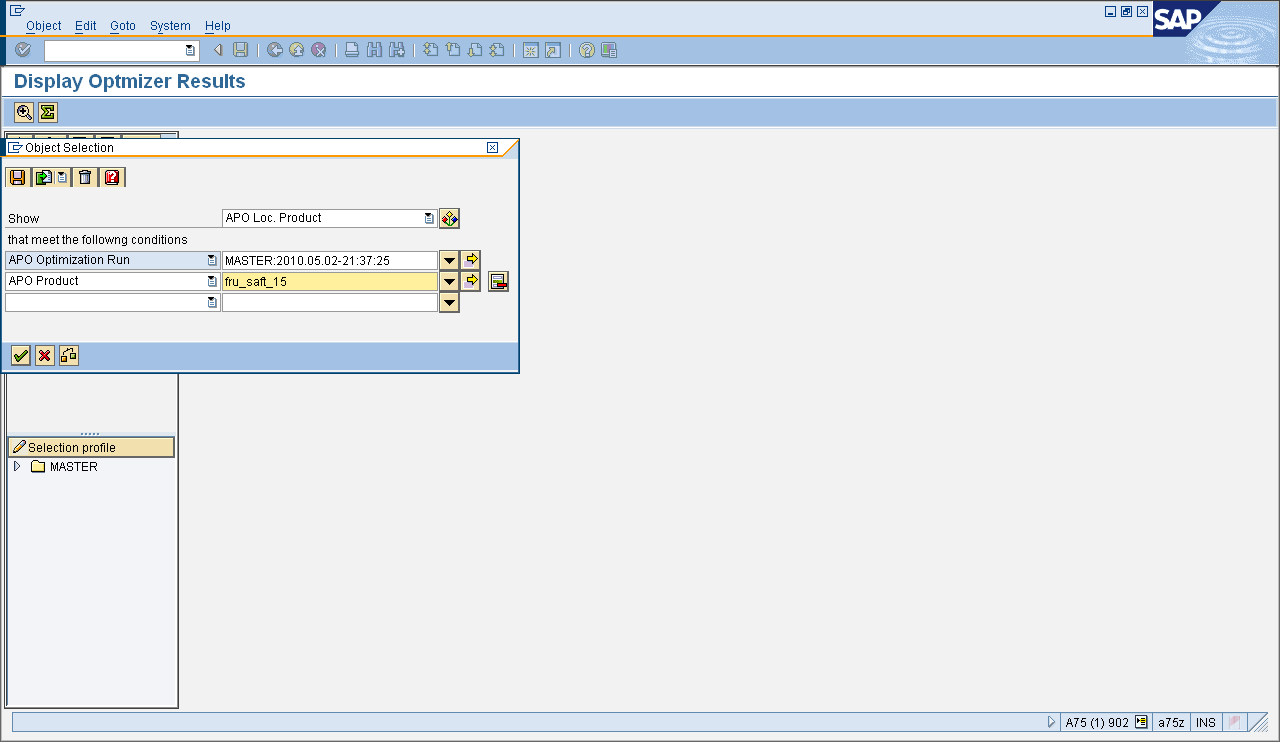 Object Edit Goto System Help
SAP
Display Optmizer Results
Object Selection
Show APO Loc. Product
that meet the followng conditions
APO Optimization Run MASTER:2010.05.02-21:37:25
APO Product fru_saft_15
Selection profile
MASTER
A75 (1) 902 a75z INS